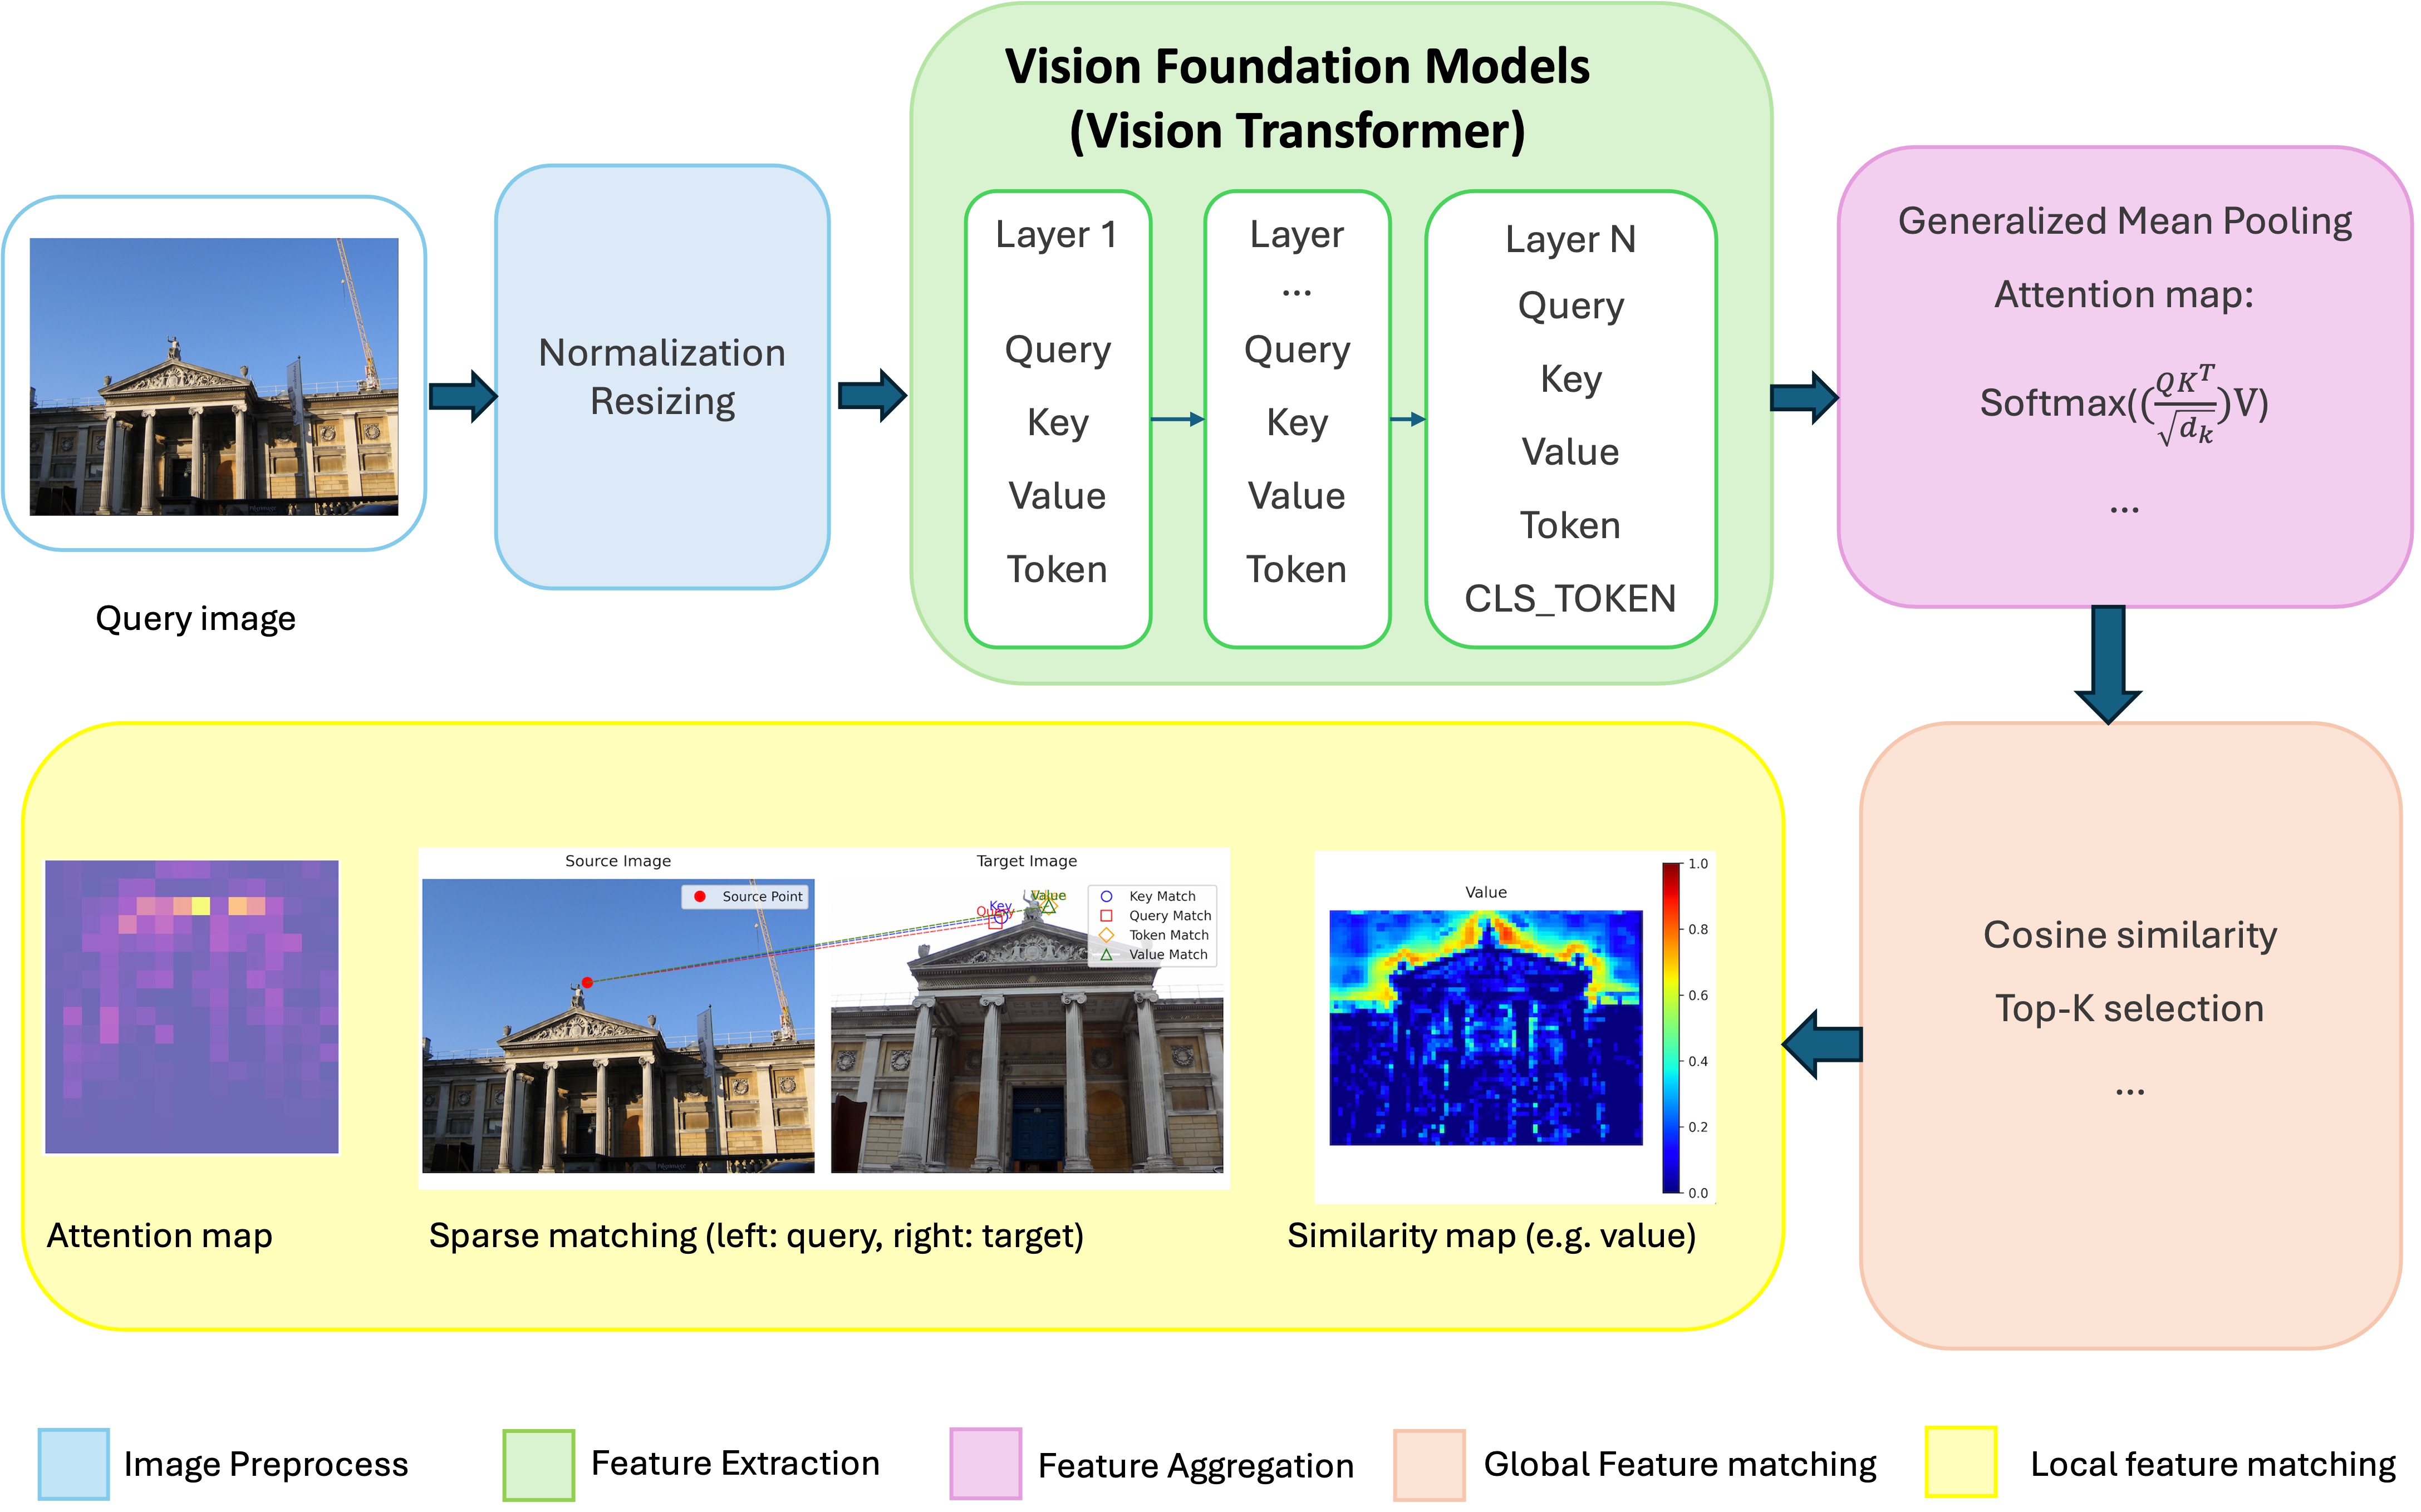 Vision Foundation Models
(Vision Transformer)
Query image
Normalization
Resizing
Layer 1
Query
Key
Value
Token
Layer
...
Query
Key
Value
Token
Layer N
Query
Key
Value
Token
CLS_TOKEN
Generalized Mean Pooling
Attention map:
Softmax((QK^T/√d_k)V)
...
Cosine similarity
Top-K selection
...
Attention map
Source Image
Source Point
Target Image
Key
Query
Value
Key Match
Query Match
Token Match
Value Match
Sparse matching (left: query, right: target)
Value
1.0
0.8
0.6
0.4
0.2
0.0
Similarity map (e.g. value)
Image Preprocess
Feature Extraction
Feature Aggregation
Global Feature matching
Local feature matching